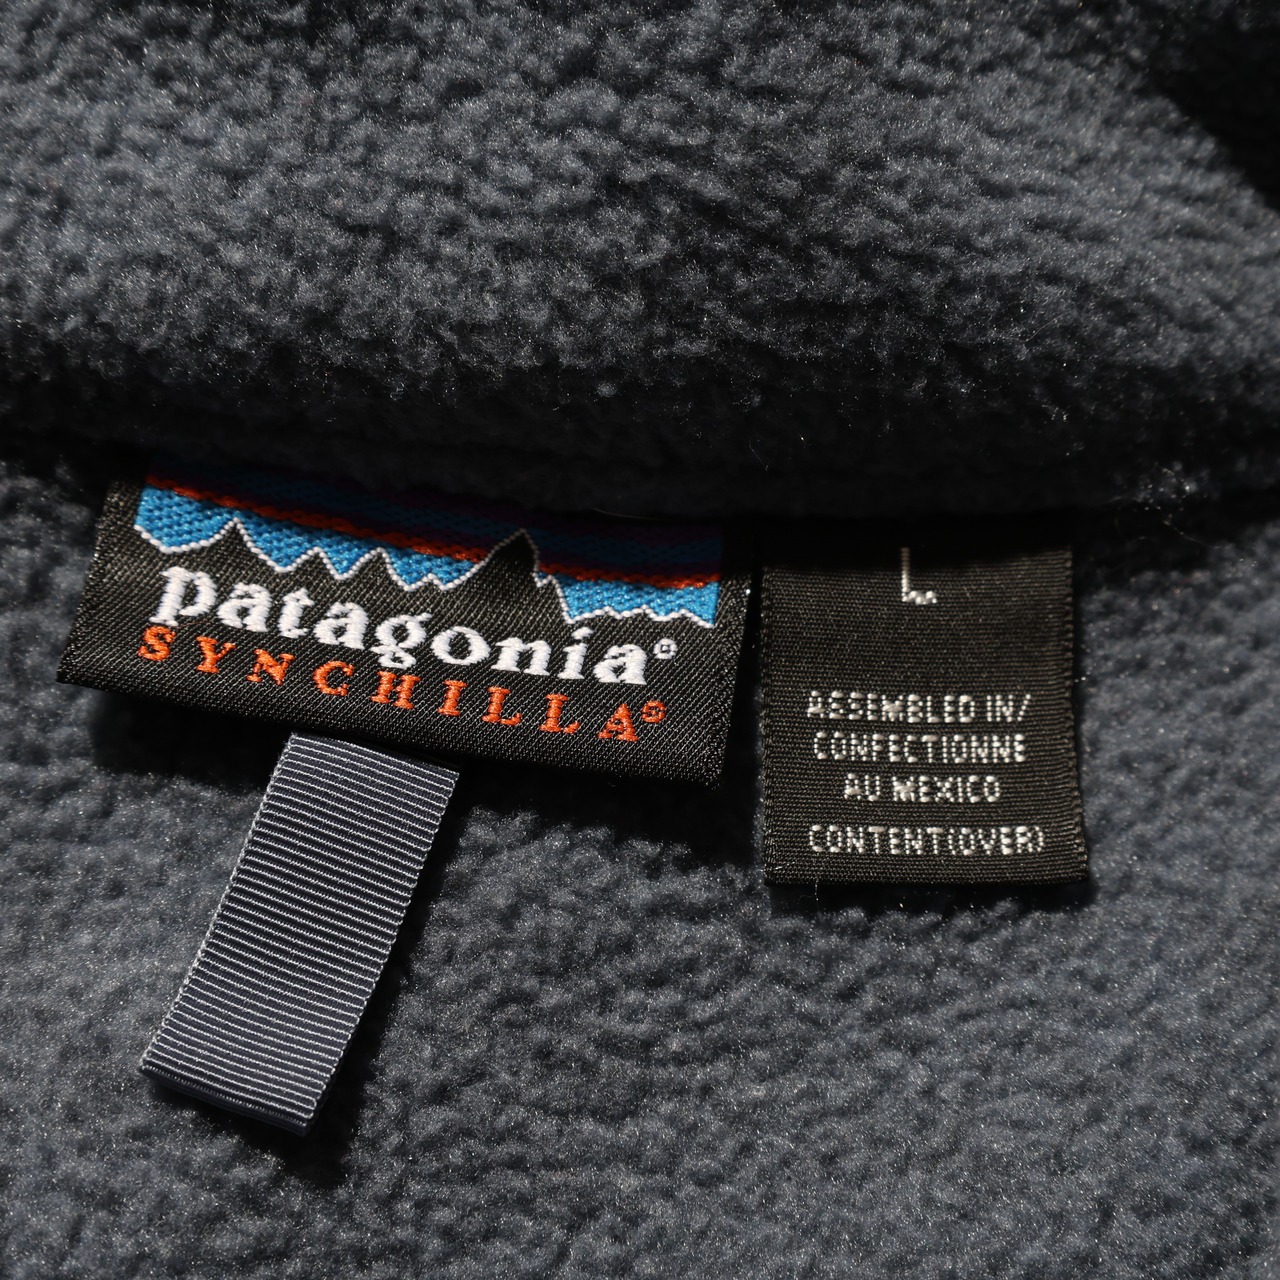 patagonia®
SYNCHILLA®
L
ASSEMBLED IN/
CONFECTIONNE
AU MEXICO
CONTENT(OVER)